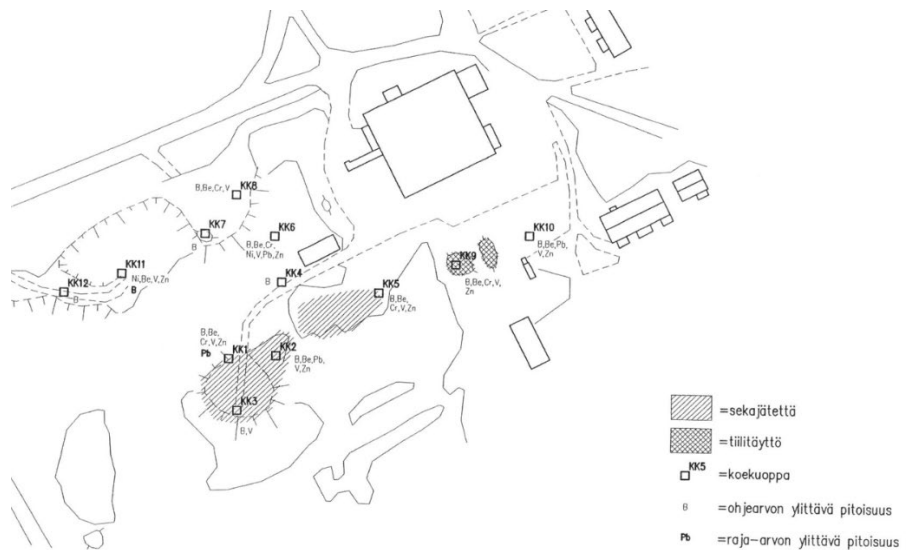 KK8
B,Be,Cr,V
KK7
B
KK6
B,Be,Cr,
Ni,V,Pb,Zn
KK10
B,Be,Pb,
V,Zn
KK11
Ni,Be,V,Zn
B
KK12
B
KK4
B
KK9
B,Be,Cr,V,
Zn
KK5
B,Be,
Cr,V,Zn
B,Be,
Cr,V,Zn
Pb
KK1
KK2
B,Be,Pb,
V,Zn
KK3
B,V
=sekajätettä
=tiilitäyttö
KK5
=koekuoppa
B =ohjearvon ylittävä pitoisuus
Pb =raja-arvon ylittävä pitoisuus